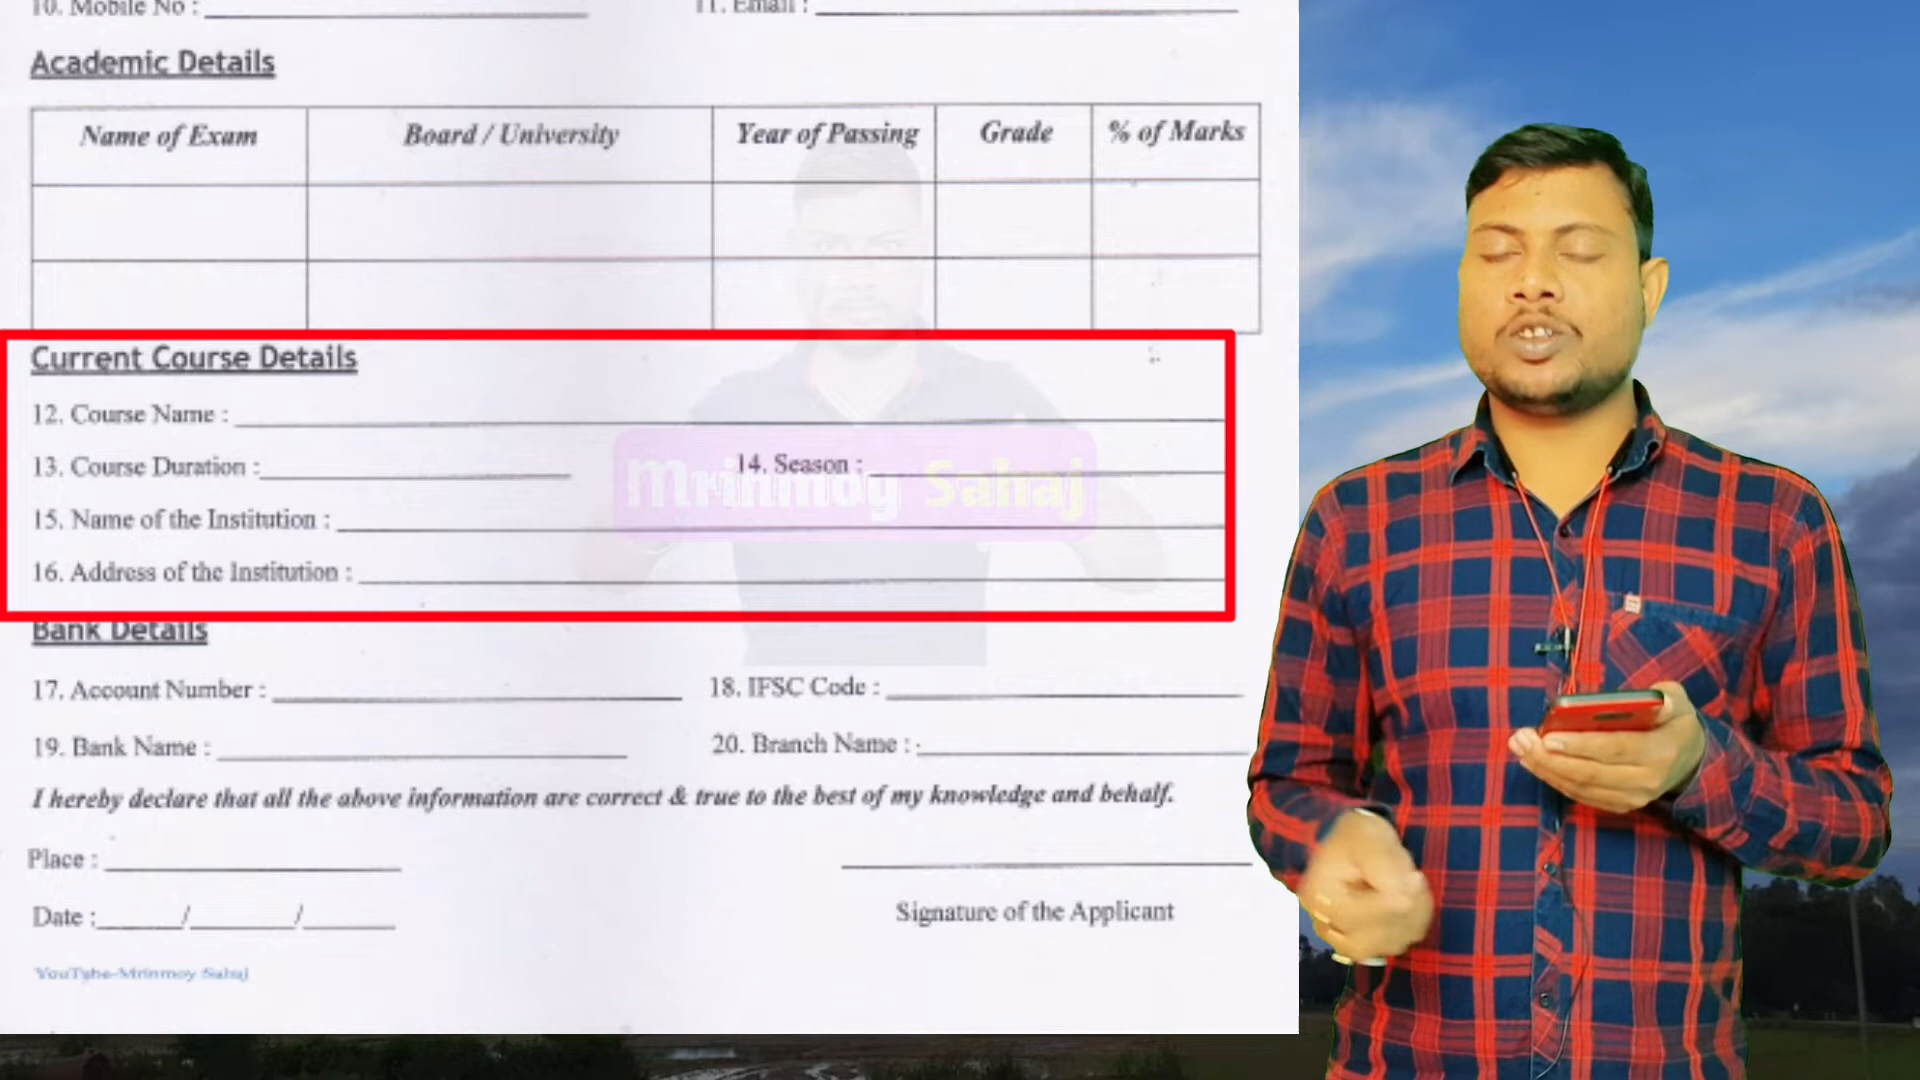 10. Mobile No : 11. Email :
Academic Details
Name of Exam Board / University Year of Passing Grade % of Marks
Current Course Details
12. Course Name :
13. Course Duration : 14. Season :
Mrinmoy Sahaj
15. Name of the Institution :
16. Address of the Institution :
Bank Details
17. Account Number : 18. IFSC Code :
19. Bank Name : 20. Branch Name :
I hereby declare that all the above information are correct & true to the best of my knowledge and behalf.
Place :
Date : / /
Signature of the Applicant
YouTube-Mrinmoy Sahaj